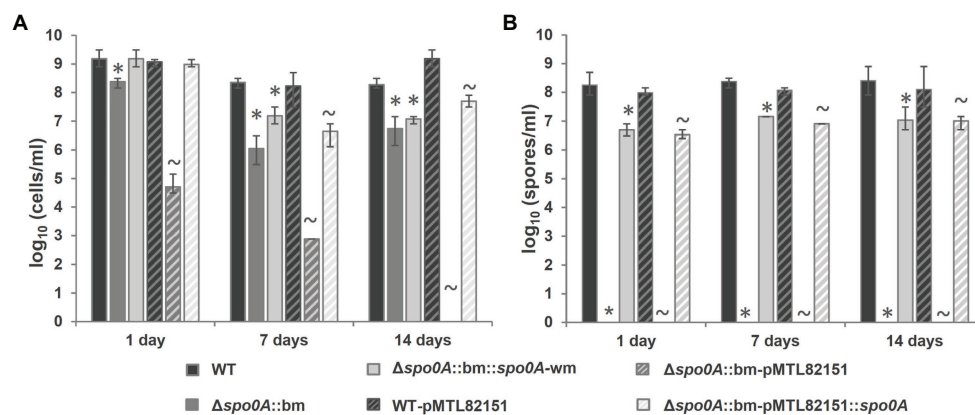 A
B
log10 (cells/ml)
10
9
8
7
6
5
4
3
2
1
0
* ~
* * ~ ~
* * ~ ~
1 day 7 days 14 days
log10 (spores/ml)
10
9
8
7
6
5
4
3
2
1
0
* * ~ ~
* * ~ ~
* * ~ ~
1 day 7 days 14 days
WT
Δspo0A::bm::spo0A-wm
Δspo0A::bm-pMTL82151
Δspo0A::bm
WT-pMTL82151
Δspo0A::bm-pMTL82151::spo0A